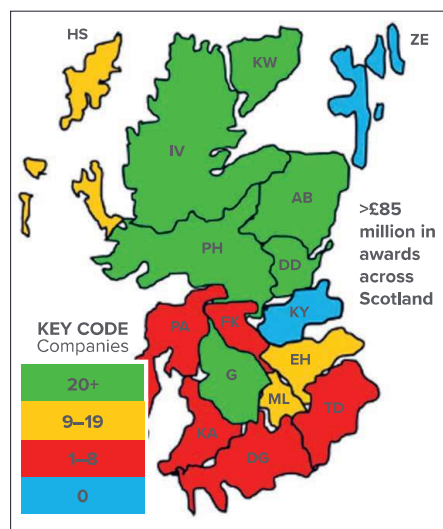 HS
ZE
KW
IV
AB
>£85
million in
awards
across
Scotland
PH
DD
KY
PA
FK
KEY CODE
Companies
EH
G
20+
ML
TD
9–19
KA
1–8
DG
0